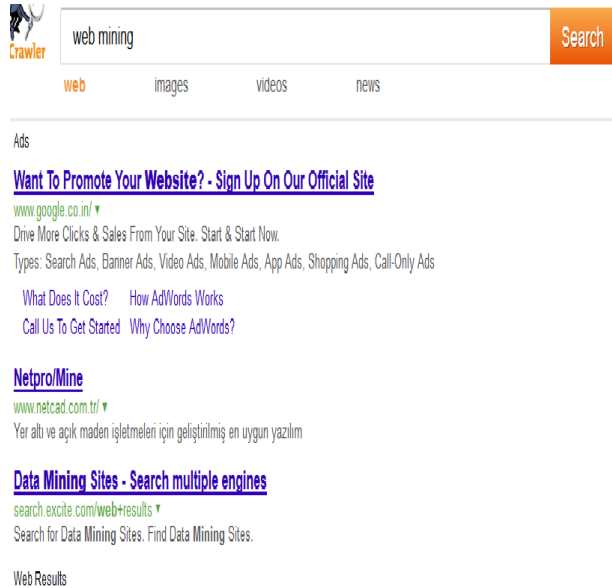 Crawler
web mining
Search
web images videos news
Ads
Want To Promote Your Website? - Sign Up On Our Official Site
www.google.co.in/
Drive More Clicks & Sales From Your Site. Start & Start Now.
Types: Search Ads, Banner Ads, Video Ads, Mobile Ads, App Ads, Shopping Ads, Call-Only Ads
What Does It Cost? How AdWords Works
Call Us To Get Started Why Choose AdWords?
Netpro/Mine
www.netcad.com.tr/
Yer altı ve açık maden işletmeleri için geliştirilmiş en uygun yazılım
Data Mining Sites - Search multiple engines
search.excite.com/web+results
Search for Data Mining Sites. Find Data Mining Sites.
Web Results